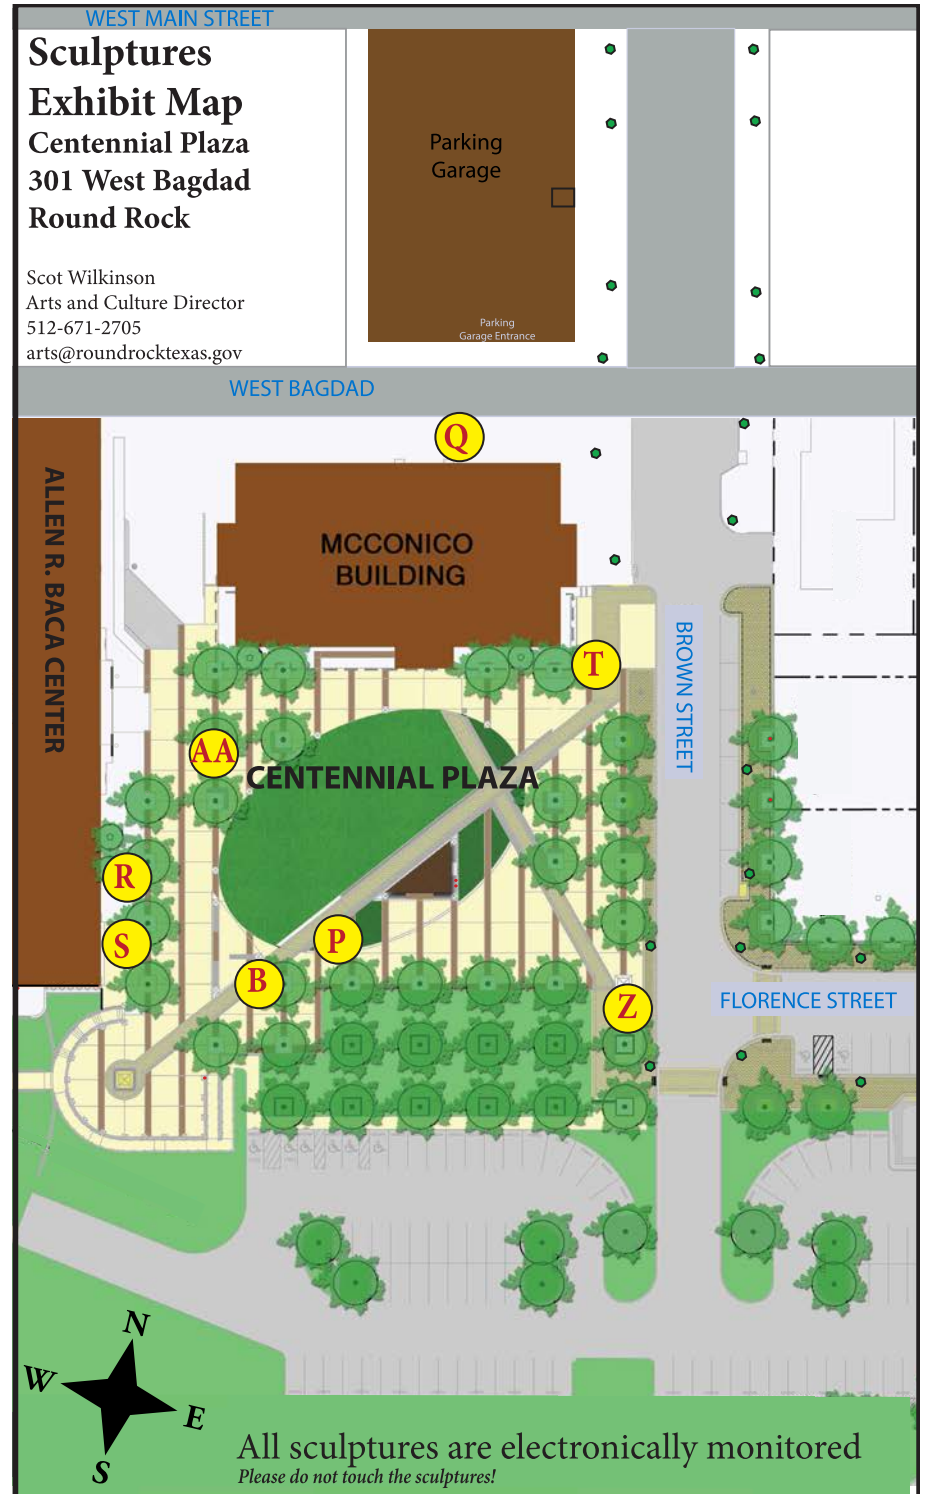 WEST MAIN STREET
Sculptures
Exhibit Map
Centennial Plaza
301 West Bagdad
Round Rock
Scot Wilkinson
Arts and Culture Director
512-671-2705
arts@roundrocktexas.gov
Parking
Garage
Parking
Garage Entrance
WEST BAGDAD
Q
ALLEN R. BACA CENTER
MCCONICO
BUILDING
BROWN STREET
T
AA
CENTENNIAL PLAZA
R
S
P
B
Z
FLORENCE STREET
N
W
E
S
All sculptures are electronically monitored
Please do not touch the sculptures!